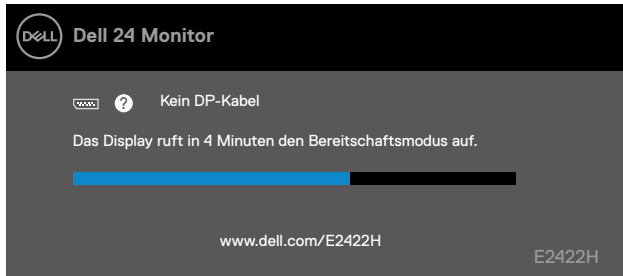 DELL Dell 24 Monitor
? Kein DP-Kabel
Das Display ruft in 4 Minuten den Bereitschaftsmodus auf.
www.dell.com/E2422H
E2422H